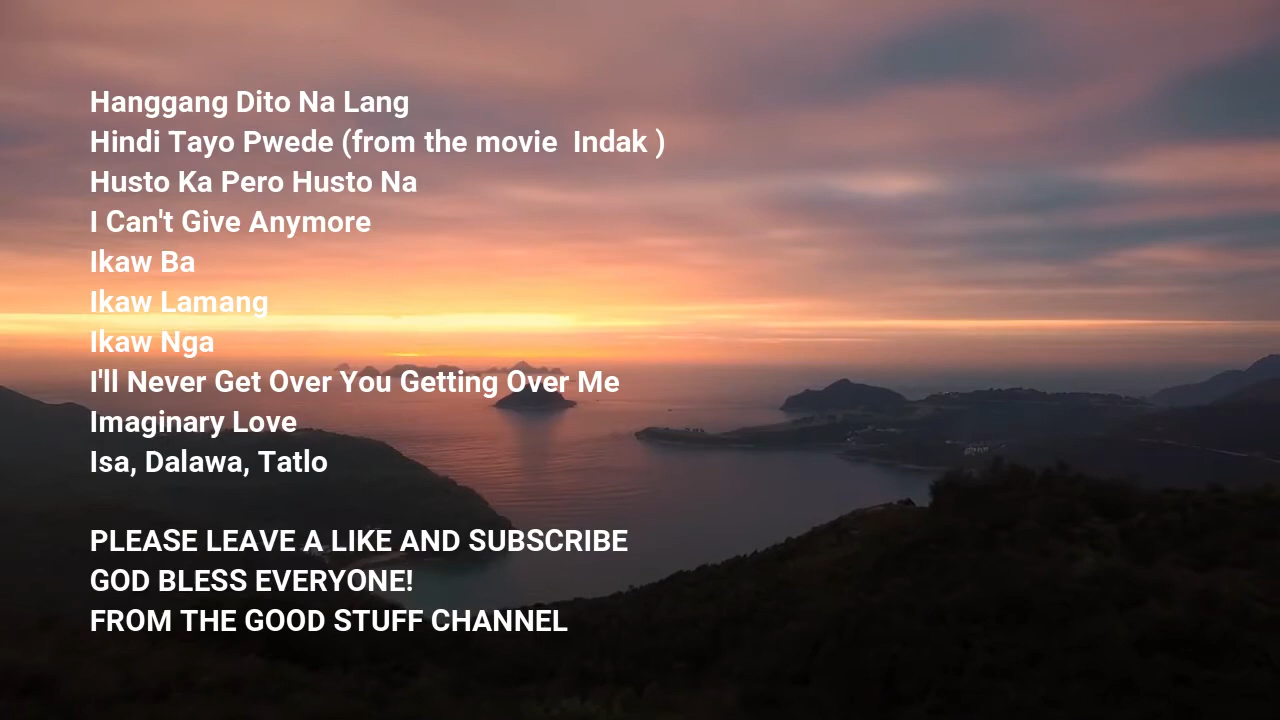 Hanggang Dito Na Lang
Hindi Tayo Pwede (from the movie  Indak )
Husto Ka Pero Husto Na
I Can't Give Anymore
Ikaw Ba
Ikaw Lamang
Ikaw Nga
I'll Never Get Over You Getting Over Me
Imaginary Love
Isa, Dalawa, Tatlo

PLEASE LEAVE A LIKE AND SUBSCRIBE
GOD BLESS EVERYONE!
FROM THE GOOD STUFF CHANNEL